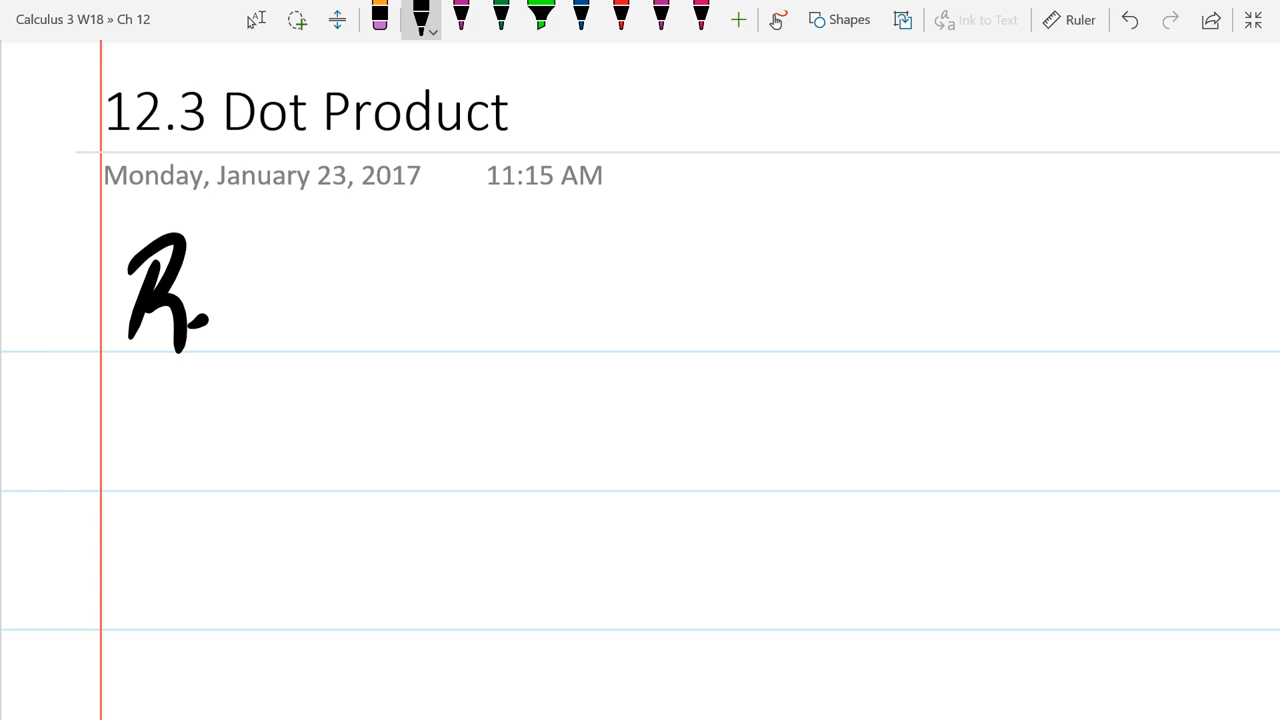 Calculus 3 W18 » Ch 12
Shapes
Ink to Text
Ruler
12.3 Dot Product
Monday, January 23, 2017 11:15 AM
R